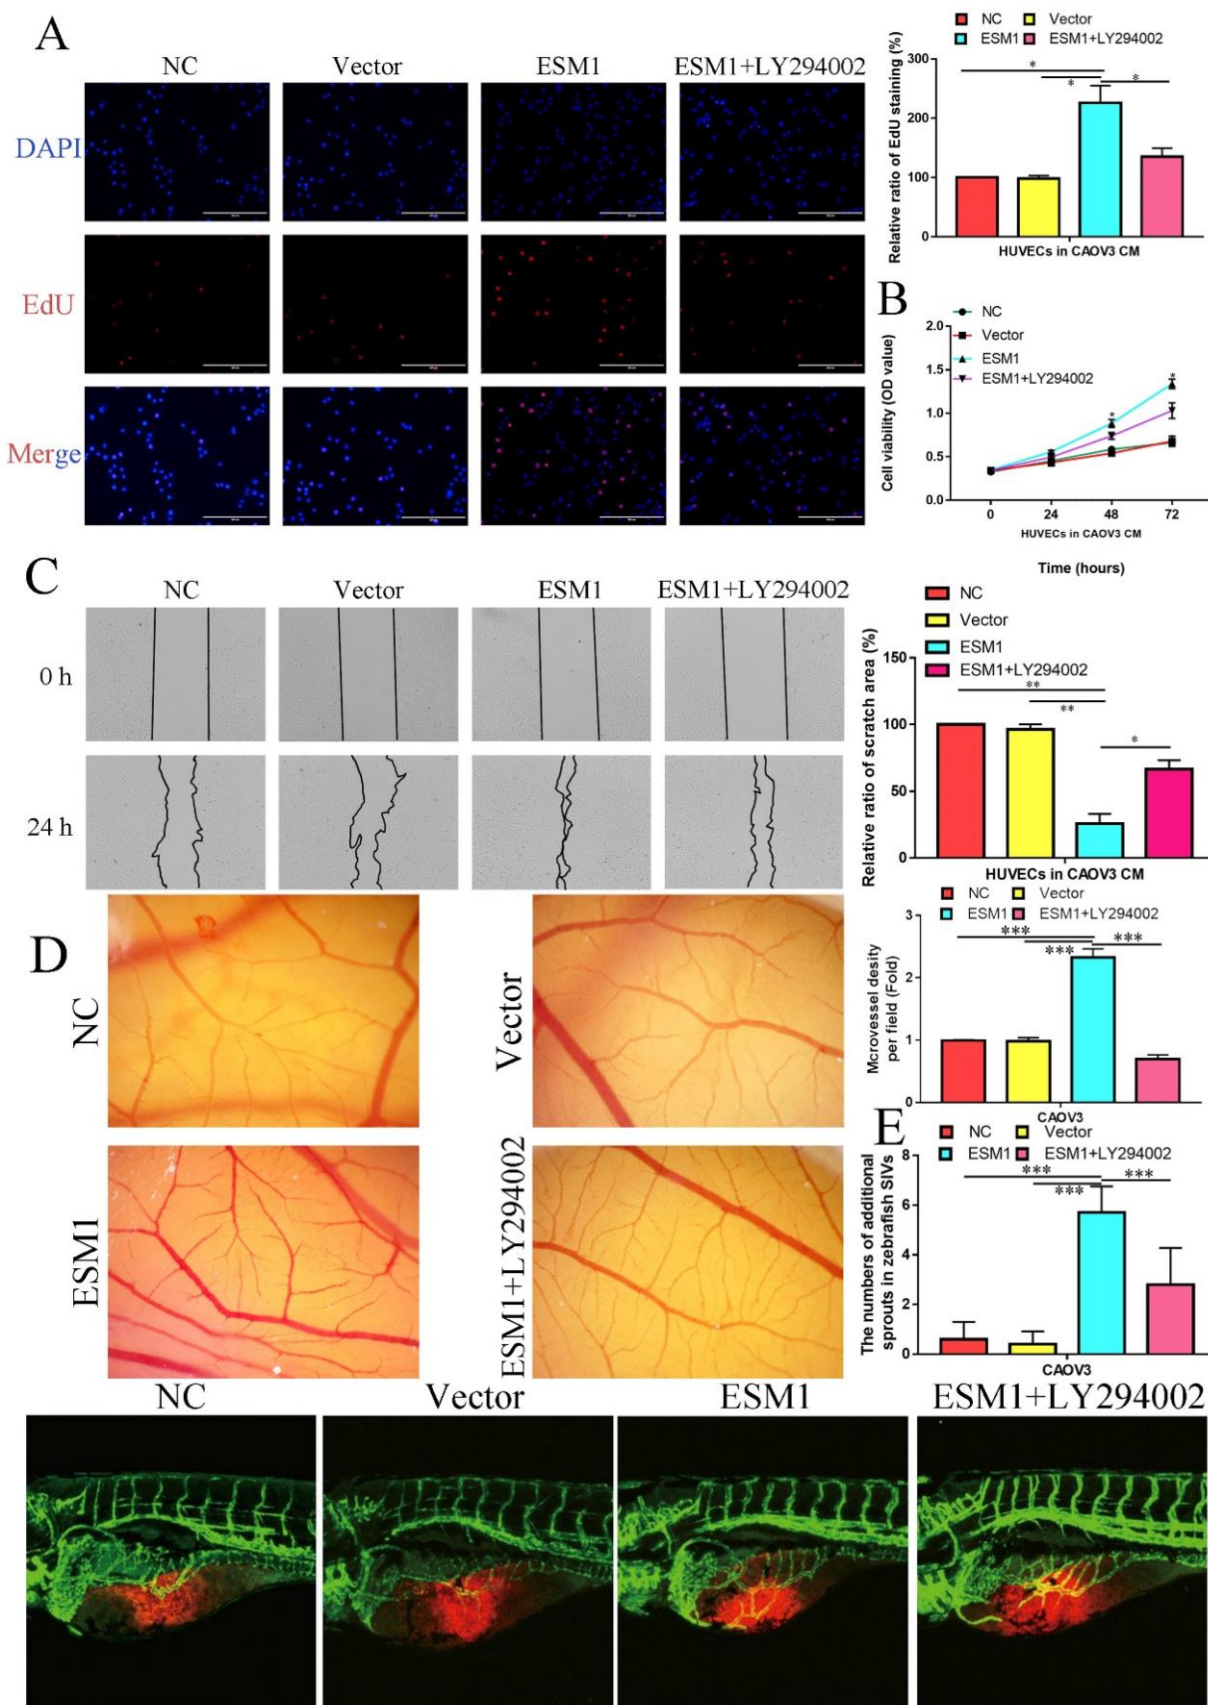 A
NC Vector ESM1 ESM1+LY294002
DAPI
EdU
Merge
NC Vector
ESM1 ESM1+LY294002
Relative ratio of EdU staining (%)
300
200
100
0
* * *
HUVECs in CAOV3 CM
B
NC
Vector
ESM1
ESM1+LY294002
Cell viability (OD value)
2.0
1.5
1.0
0.5
0.0
* *
0 24 48 72
HUVECs in CAOV3 CM
Time (hours)
C
NC Vector ESM1 ESM1+LY294002
0 h
24 h
NC
Vector
ESM1
ESM1+LY294002
Relative ratio of scratch area (%)
150
100
50
0
** ** *
HUVECs in CAOV3 CM
D
NC
Vector
ESM1
ESM1+LY294002
NC Vector
ESM1 ESM1+LY294002
Mcrovessel desity
per field (Fold)
3
2
1
0
*** *** ***
CAOV3
E
NC Vector
ESM1 ESM1+LY294002
The numbers of additional
sprouts in zebrafish SIVs
8
6
4
2
0
*** *** ***
CAOV3
NC Vector ESM1 ESM1+LY294002